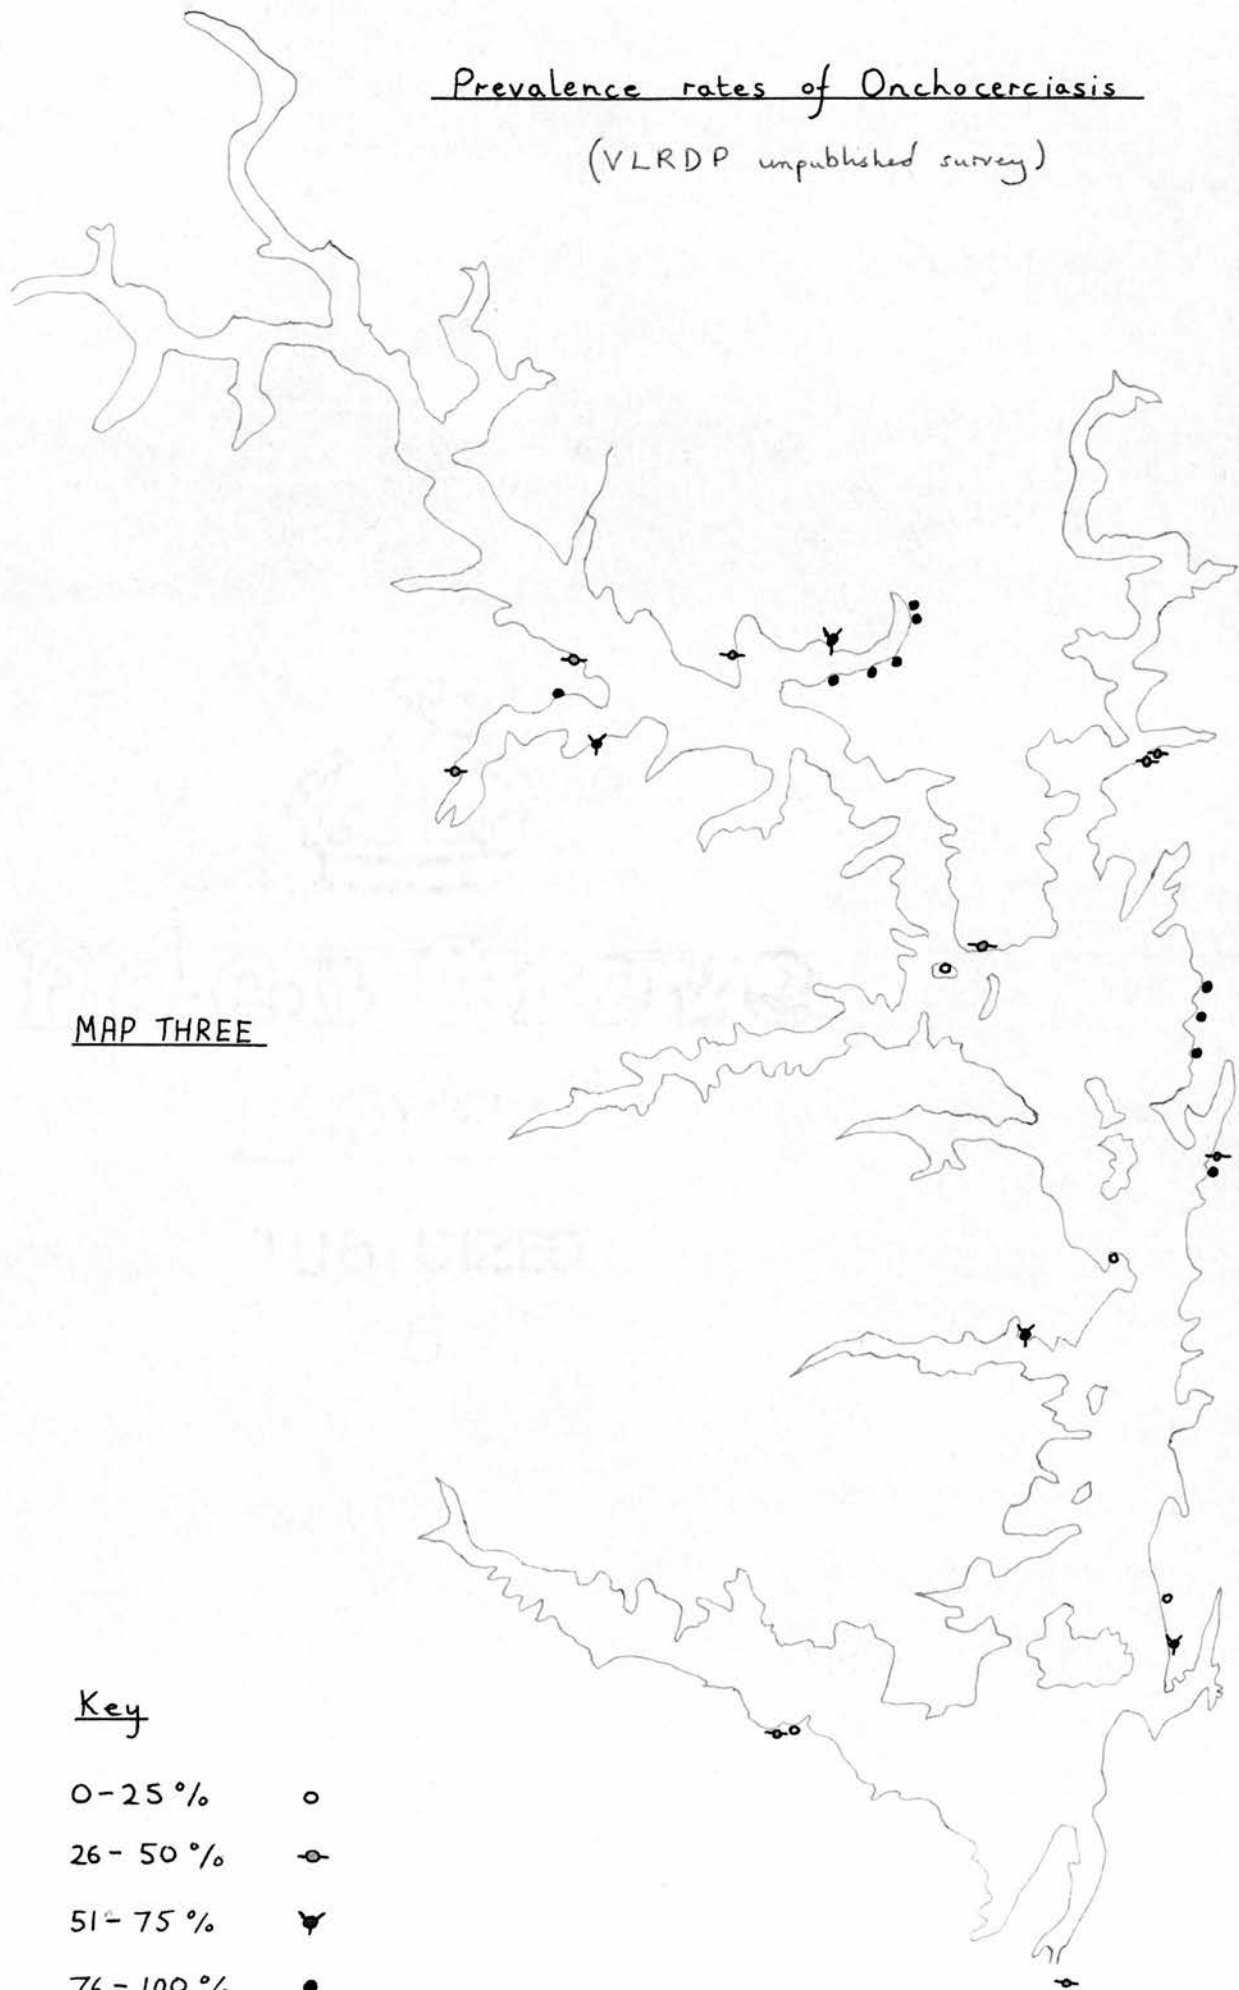 Prevalence rates of Onchocerciasis
(VLRDP unpublished survey)
MAP THREE
Key
0-25 %
26-50 %
51-75 %
76-100 %